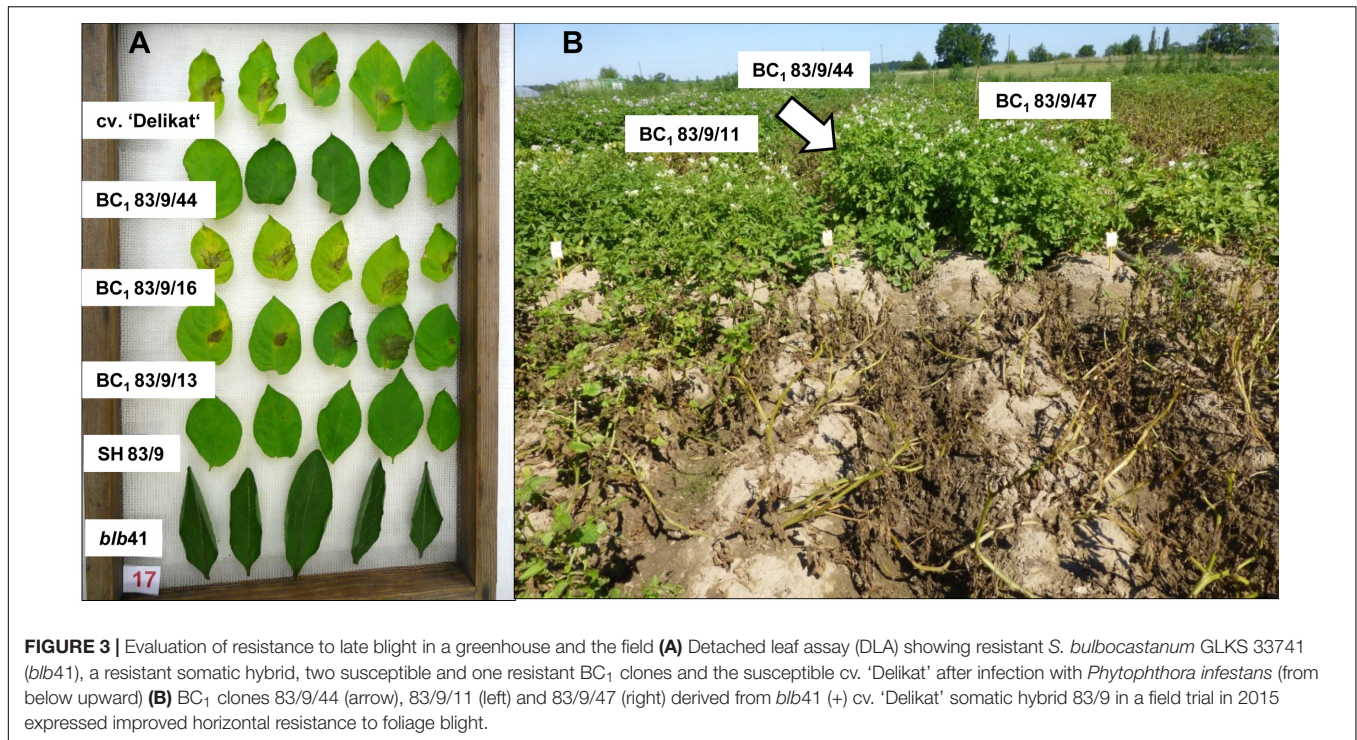 A
cv. ‘Delikat‘
BC₁ 83/9/44
BC₁ 83/9/16
BC₁ 83/9/13
SH 83/9
blb41
17
B
BC₁ 83/9/44
BC₁ 83/9/47
BC₁ 83/9/11
FIGURE 3 | Evaluation of resistance to late blight in a greenhouse and the field (A) Detached leaf assay (DLA) showing resistant S. bulbocastanum GLKS 33741
(blb41), a resistant somatic hybrid, two susceptible and one resistant BC₁ clones and the susceptible cv. ‘Delikat’ after infection with Phytophthora infestans (from
below upward) (B) BC₁ clones 83/9/44 (arrow), 83/9/11 (left) and 83/9/47 (right) derived from blb41 (+) cv. ‘Delikat’ somatic hybrid 83/9 in a field trial in 2015
expressed improved horizontal resistance to foliage blight.